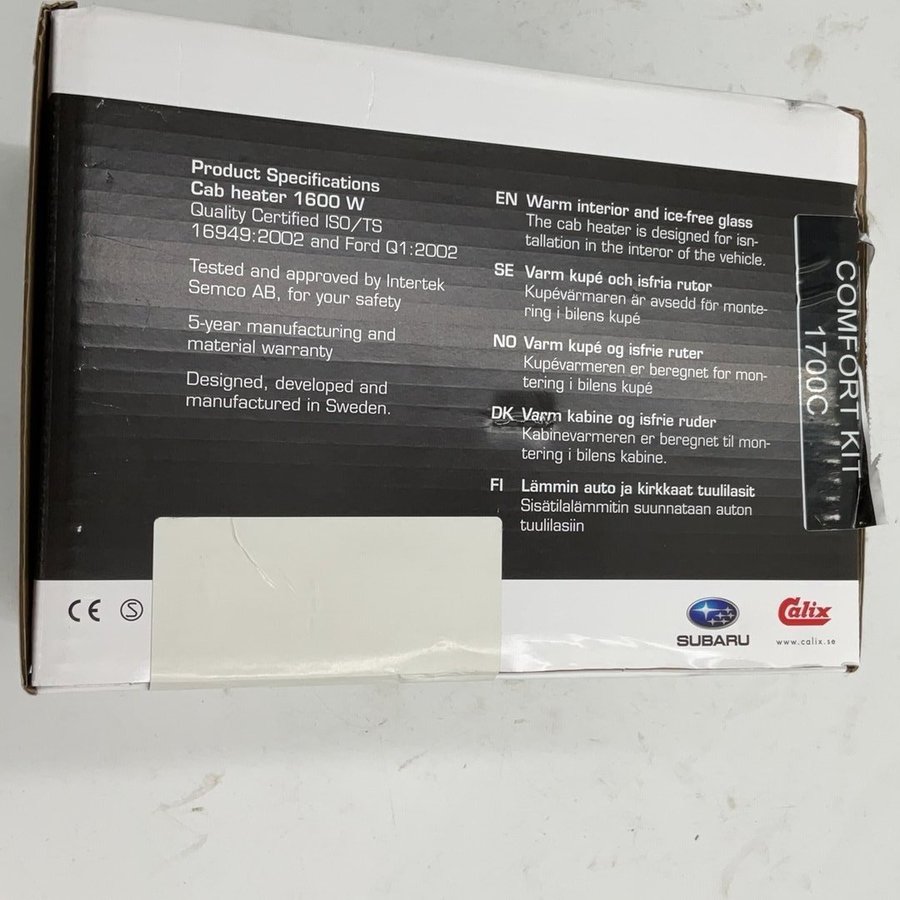 Product Specifications
Cab heater 1600 W
Quality Certified ISO/TS
16949:2002 and Ford Q1:2002
Tested and approved by Intertek
Semco AB, for your safety
5-year manufacturing and
material warranty
Designed, developed and
manufactured in Sweden.
EN Warm interior and ice-free glass
The cab heater is designed for isn-
tallation in the interor of the vehicle.
SE Varm kupé och isfria rutor
Kupévärmaren är avsedd för monte-
ring i bilens kupé
NO Varm kupé og isfrie ruter
Kupévarmeren er beregnet for mon-
tering i bilens kupé
DK Varm kabine og isfrie ruder
Kabinevarmeren er beregnet til mon-
tering i bilens kabine.
FI Lämmin auto ja kirkkaat tuulilasit
Sisätilalämmitin suunnataan auton
tuulilasiin
COMFORT KIT
1700C
CE S
SUBARU
Calix
www.calix.se